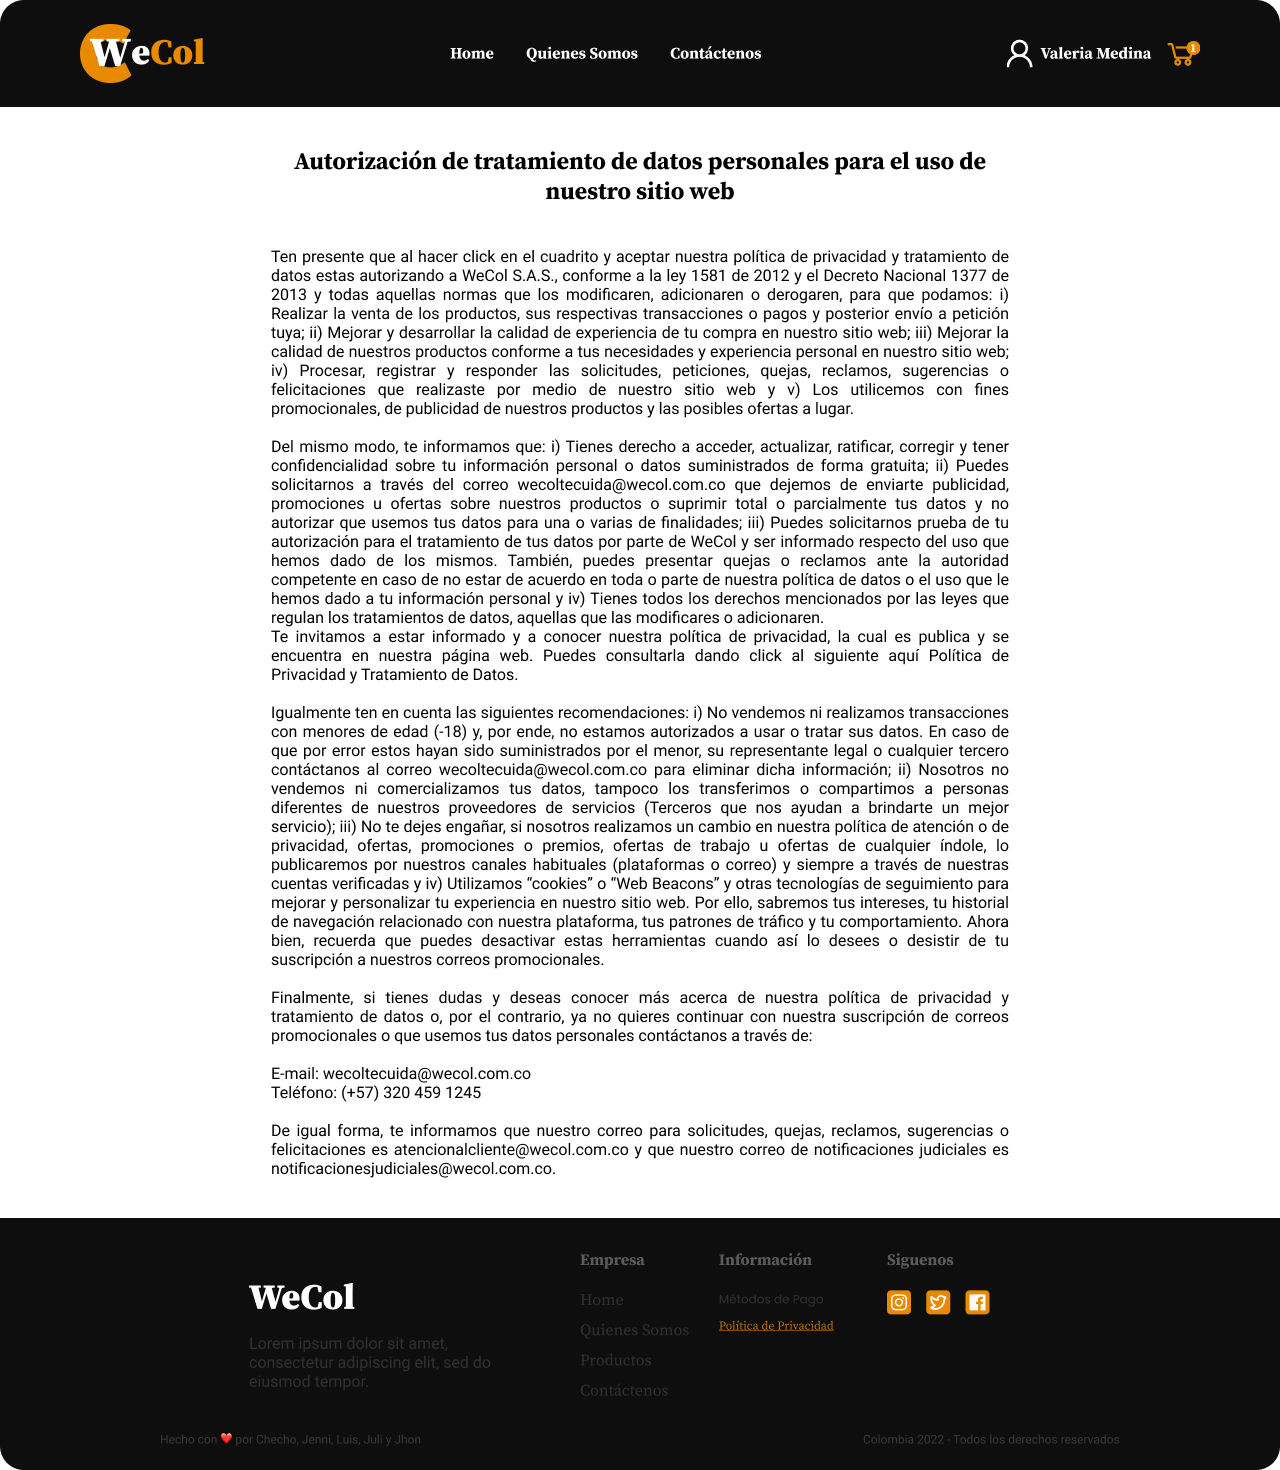 WeCol
Home
Quienes Somos
Contáctenos
Valeria Medina
1
Autorización de tratamiento de datos personales para el uso de
nuestro sitio web
Ten presente que al hacer click en el cuadrito y aceptar nuestra política de privacidad y tratamiento de
datos estas autorizando a WeCol S.A.S., conforme a la ley 1581 de 2012 y el Decreto Nacional 1377 de
2013 y todas aquellas normas que los modificaren, adicionaren o derogaren, para que podamos: i)
Realizar la venta de los productos, sus respectivas transacciones o pagos y posterior envío a petición
tuya; ii) Mejorar y desarrollar la calidad de experiencia de tu compra en nuestro sitio web; iii) Mejorar la
calidad de nuestros productos conforme a tus necesidades y experiencia personal en nuestro sitio web;
iv) Procesar, registrar y responder las solicitudes, peticiones, quejas, reclamos, sugerencias o
felicitaciones que realizaste por medio de nuestro sitio web y v) Los utilicemos con fines
promocionales, de publicidad de nuestros productos y las posibles ofertas a lugar.
Del mismo modo, te informamos que: i) Tienes derecho a acceder, actualizar, ratificar, corregir y tener
confidencialidad sobre tu información personal o datos suministrados de forma gratuita; ii) Puedes
solicitarnos a través del correo wecoltecuida@wecol.com.co que dejemos de enviarte publicidad,
promociones u ofertas sobre nuestros productos o suprimir total o parcialmente tus datos y no
autorizar que usemos tus datos para una o varias de finalidades; iii) Puedes solicitarnos prueba de tu
autorización para el tratamiento de tus datos por parte de WeCol y ser informado respecto del uso que
hemos dado de los mismos. También, puedes presentar quejas o reclamos ante la autoridad
competente en caso de no estar de acuerdo en toda o parte de nuestra política de datos o el uso que le
hemos dado a tu información personal y iv) Tienes todos los derechos mencionados por las leyes que
regulan los tratamientos de datos, aquellas que las modificares o adicionaren.
Te invitamos a estar informado y a conocer nuestra política de privacidad, la cual es publica y se
encuentra en nuestra página web. Puedes consultarla dando click al siguiente aquí Política de
Privacidad y Tratamiento de Datos.
Igualmente ten en cuenta las siguientes recomendaciones: i) No vendemos ni realizamos transacciones
con menores de edad (-18) y, por ende, no estamos autorizados a usar o tratar sus datos. En caso de
que por error estos hayan sido suministrados por el menor, su representante legal o cualquier tercero
contáctanos al correo wecoltecuida@wecol.com.co para eliminar dicha información; ii) Nosotros no
vendemos ni comercializamos tus datos, tampoco los transferimos o compartimos a personas
diferentes de nuestros proveedores de servicios (Terceros que nos ayudan a brindarte un mejor
servicio); iii) No te dejes engañar, si nosotros realizamos un cambio en nuestra política de atención o de
privacidad, ofertas, promociones o premios, ofertas de trabajo u ofertas de cualquier índole, lo
publicaremos por nuestros canales habituales (plataformas o correo) y siempre a través de nuestras
cuentas verificadas y iv) Utilizamos “cookies” o “Web Beacons” y otras tecnologías de seguimiento para
mejorar y personalizar tu experiencia en nuestro sitio web. Por ello, sabremos tus intereses, tu historial
de navegación relacionado con nuestra plataforma, tus patrones de tráfico y tu comportamiento. Ahora
bien, recuerda que puedes desactivar estas herramientas cuando así lo desees o desistir de tu
suscripción a nuestros correos promocionales.
Finalmente, si tienes dudas y deseas conocer más acerca de nuestra política de privacidad y
tratamiento de datos o, por el contrario, ya no quieres continuar con nuestra suscripción de correos
promocionales o que usemos tus datos personales contáctanos a través de:
E-mail: wecoltecuida@wecol.com.co
Teléfono: (+57) 320 459 1245
De igual forma, te informamos que nuestro correo para solicitudes, quejas, reclamos, sugerencias o
felicitaciones es atencionalcliente@wecol.com.co y que nuestro correo de notificaciones judiciales es
notificacionesjudiciales@wecol.com.co.
WeCol
Lorem ipsum dolor sit amet,
consectetur adipiscing elit, sed do
eiusmod tempor.
Empresa
Home
Quienes Somos
Productos
Contáctenos
Información
Métodos de Pago
Política de Privacidad
Siguenos
Hecho con ❤️ por Checho, Jenni, Luis, Juli y Jhon
Colombia 2022 - Todos los derechos reservados